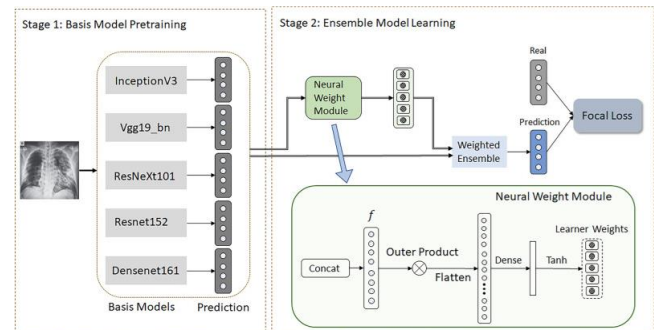 Stage 1: Basis Model Pretraining
InceptionV3
Vgg19_bn
ResNeXt101
Resnet152
Densenet161
Basis Models
Prediction
Stage 2: Ensemble Model Learning
Neural
Weight
Module
Real
Prediction
Focal Loss
Weighted
Ensemble
Neural Weight Module
f
Concat
Outer Product
Flatten
Dense
Tanh
Learner Weights